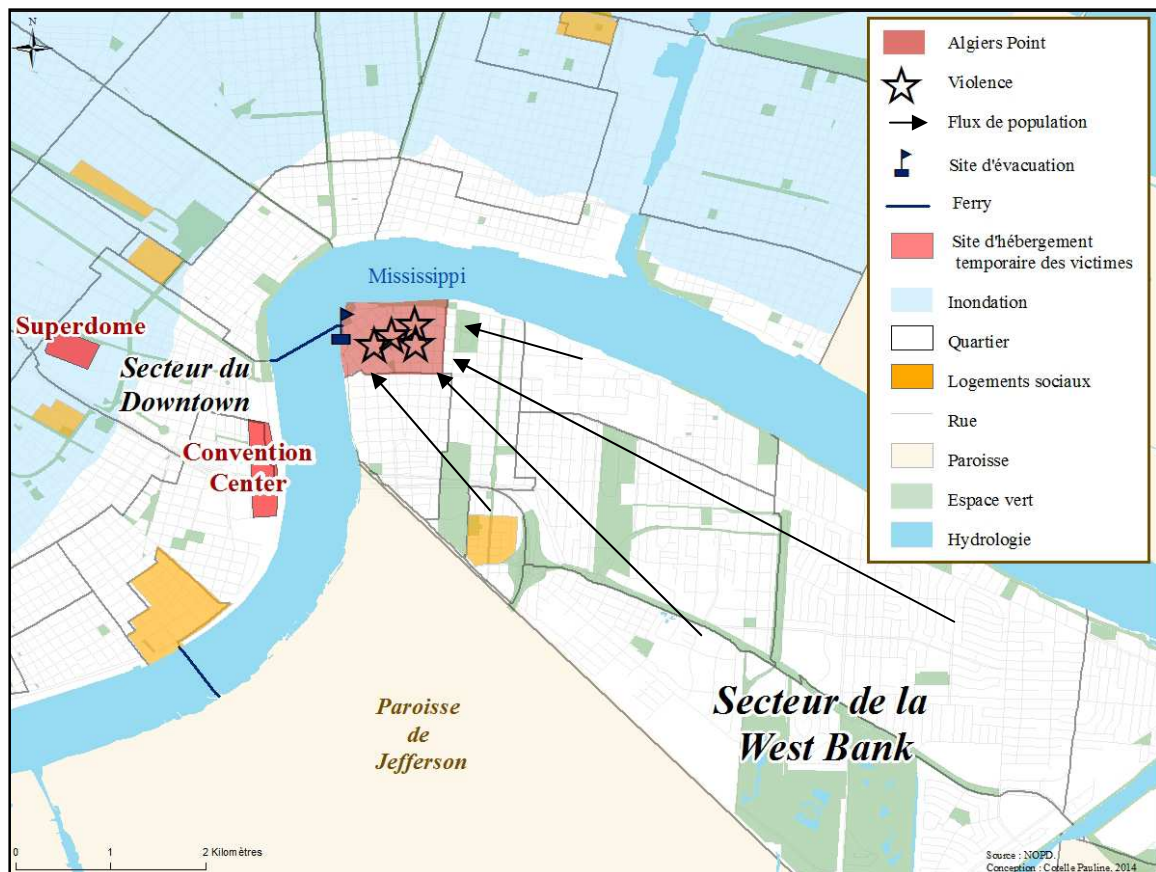 N
Mississippi
Superdome
Secteur du
Downtown
Convention
Center
Paroisse
de
Jefferson
Secteur de la
West Bank
Algiers Point
Violence
Flux de population
Site d'évacuation
Ferry
Site d'hébergement
temporaire des victimes
Inondation
Quartier
Logements sociaux
Rue
Paroisse
Espace vert
Hydrologie
0 1 2 Kilomètres
Source : NOPD.
Conception : Cotelle Pauline, 2014